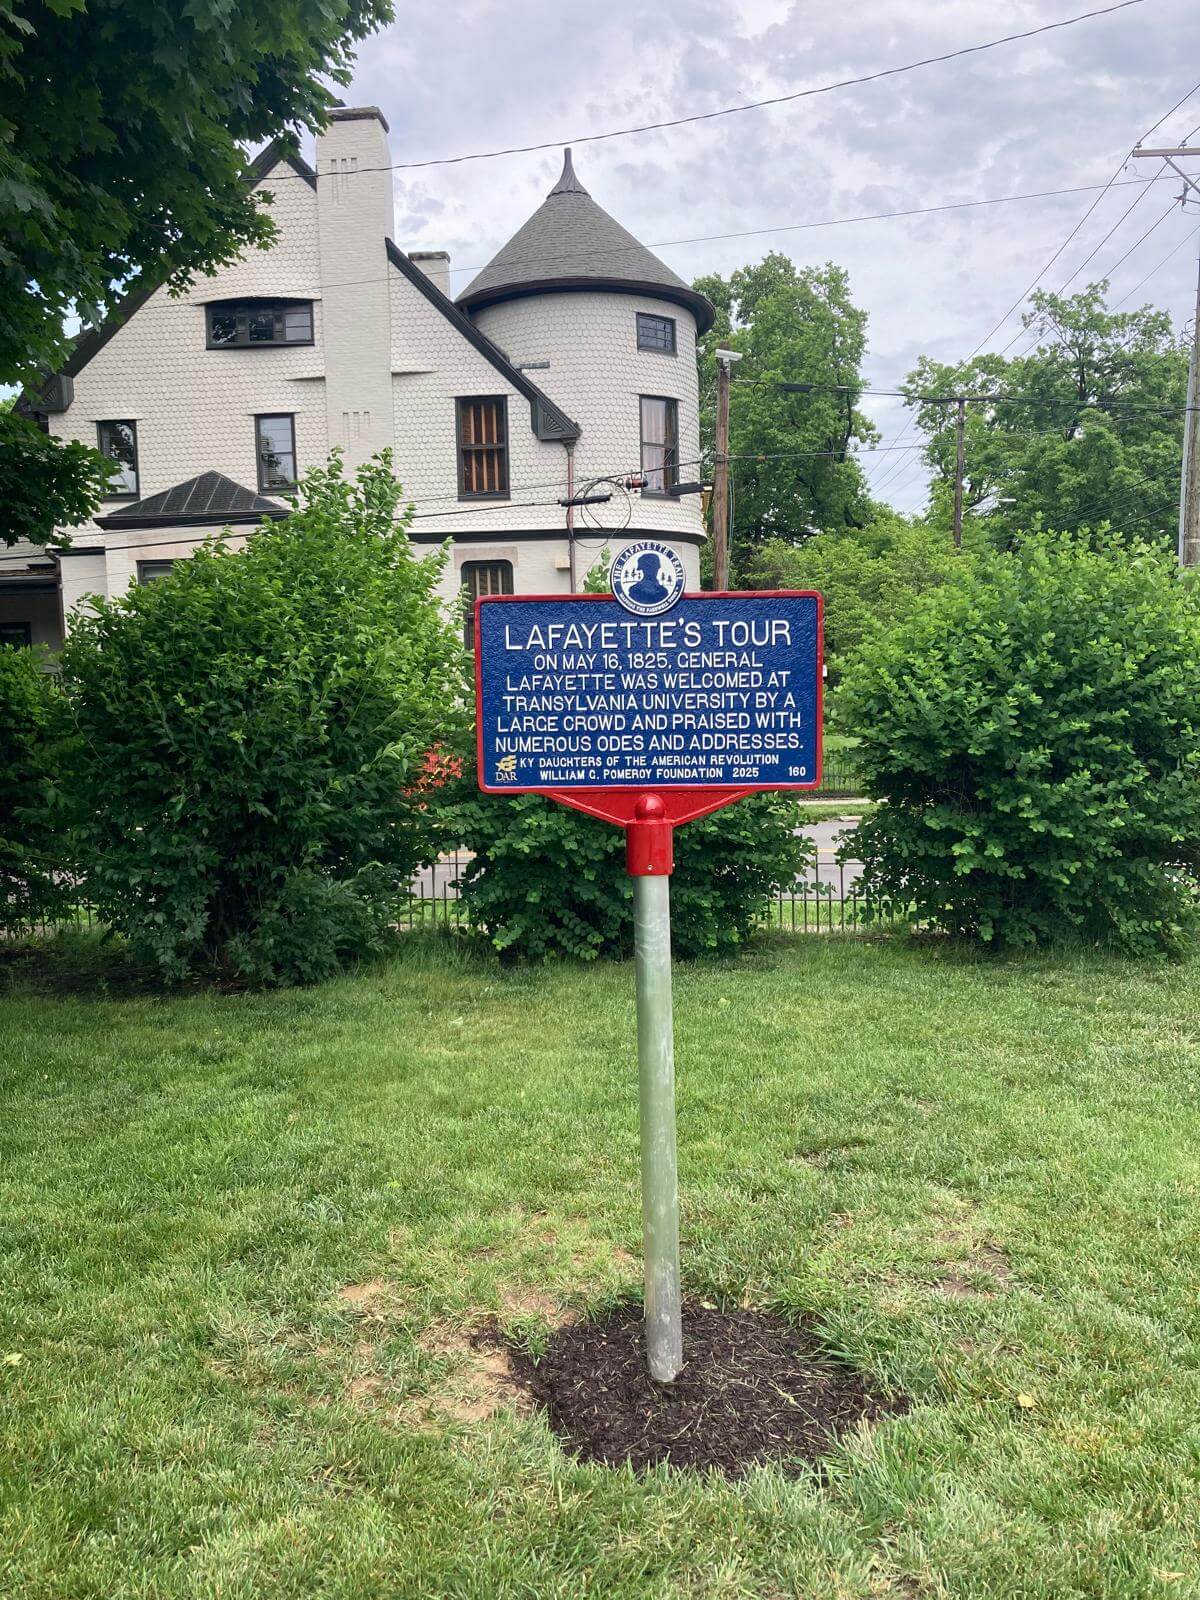 THE LAFAYETTE TRAIL
LAFAYETTE'S TOUR
ON MAY 16, 1825, GENERAL
LAFAYETTE WAS WELCOMED AT
TRANSYLVANIA UNIVERSITY BY A
LARGE CROWD AND PRAISED WITH
NUMEROUS ODES AND ADDRESSES.
DAR
KY DAUGHTERS OF THE AMERICAN REVOLUTION
WILLIAM G. POMEROY FOUNDATION 2025 160